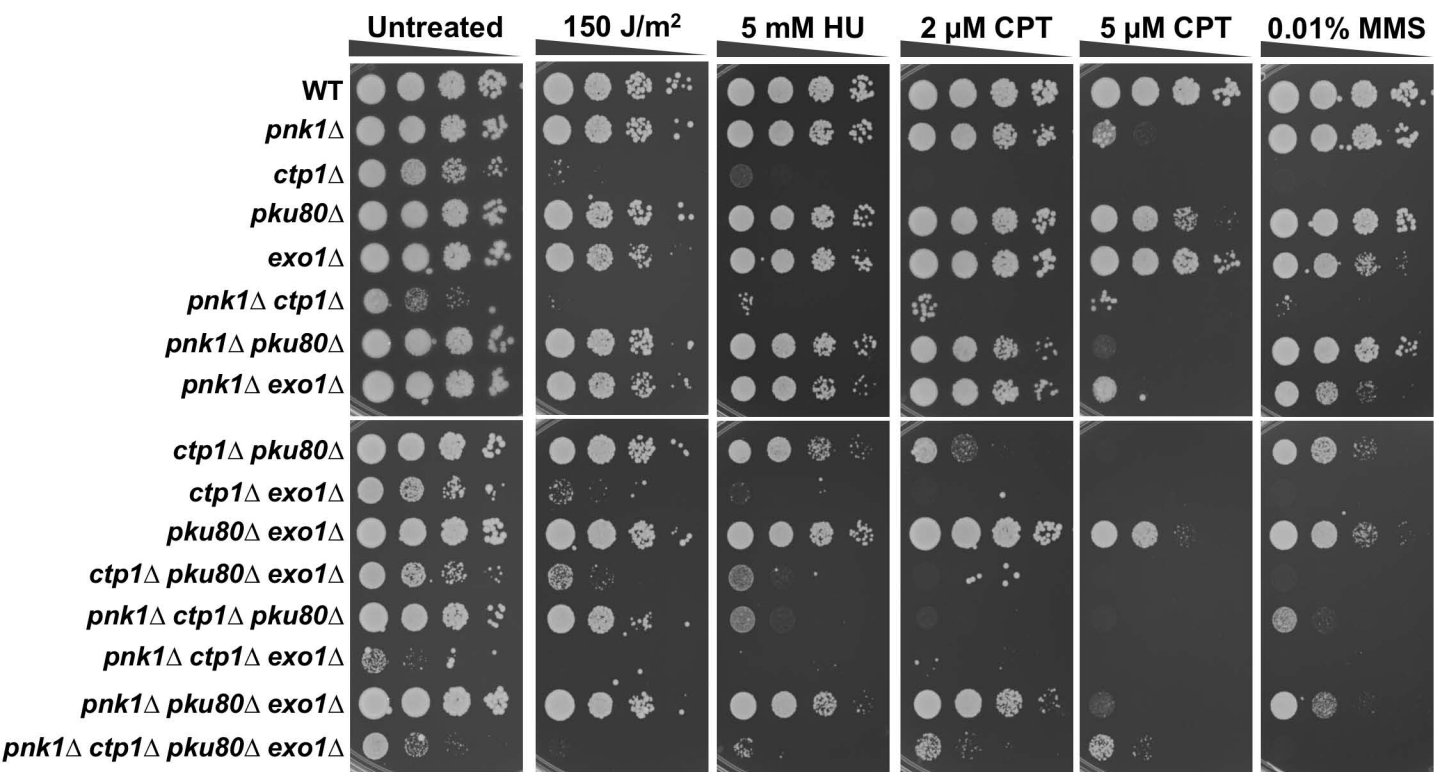 Untreated 150 J/m² 5 mM HU 2 µM CPT 5 µM CPT 0.01% MMS
WT
pnk1Δ
ctp1Δ
pku80Δ
exo1Δ
pnk1Δ ctp1Δ
pnk1Δ pku80Δ
pnk1Δ exo1Δ
ctp1Δ pku80Δ
ctp1Δ exo1Δ
pku80Δ exo1Δ
ctp1Δ pku80Δ exo1Δ
pnk1Δ ctp1Δ pku80Δ
pnk1Δ ctp1Δ exo1Δ
pnk1Δ pku80Δ exo1Δ
pnk1Δ ctp1Δ pku80Δ exo1Δ